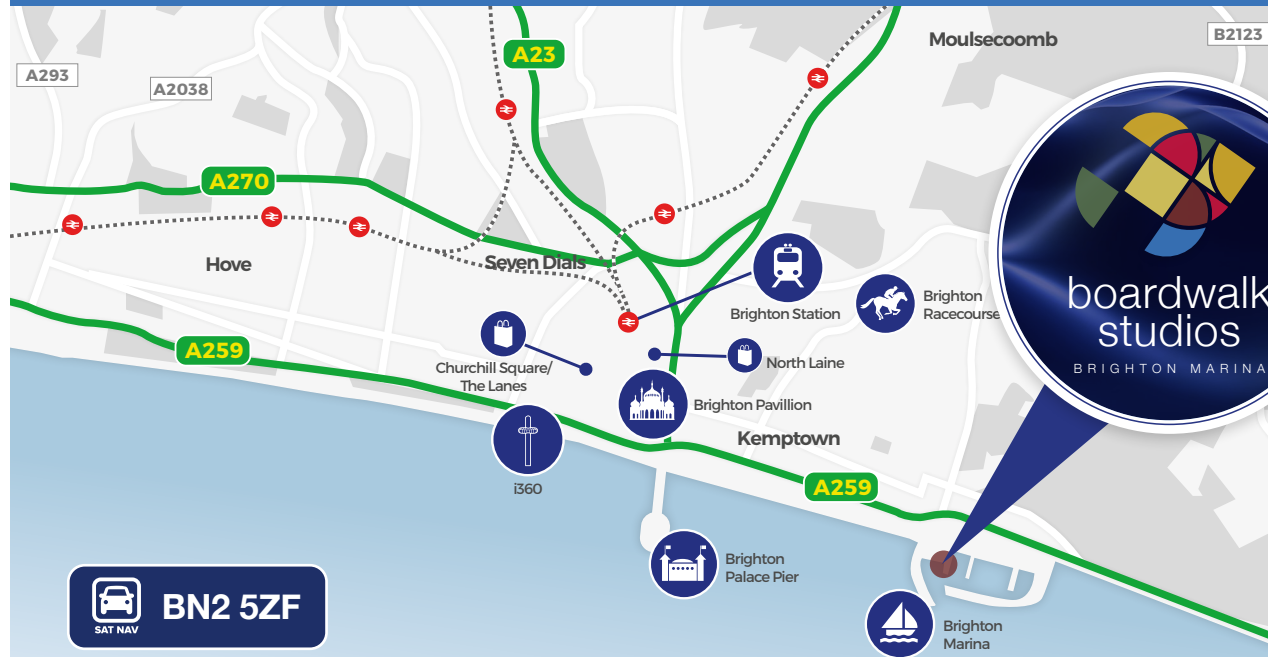 Moulsecoomb
B2123
A23
A293
A2038
A270
Hove
Seven Dials
Brighton Station
Brighton
Racecourse
boardwalk
studios
BRIGHTON MARINA
A259
Churchill Square/
The Lanes
North Laine
Brighton Pavillion
Kemptown
i360
A259
Brighton
Palace Pier
SAT NAV
BN2 5ZF
Brighton
Marina